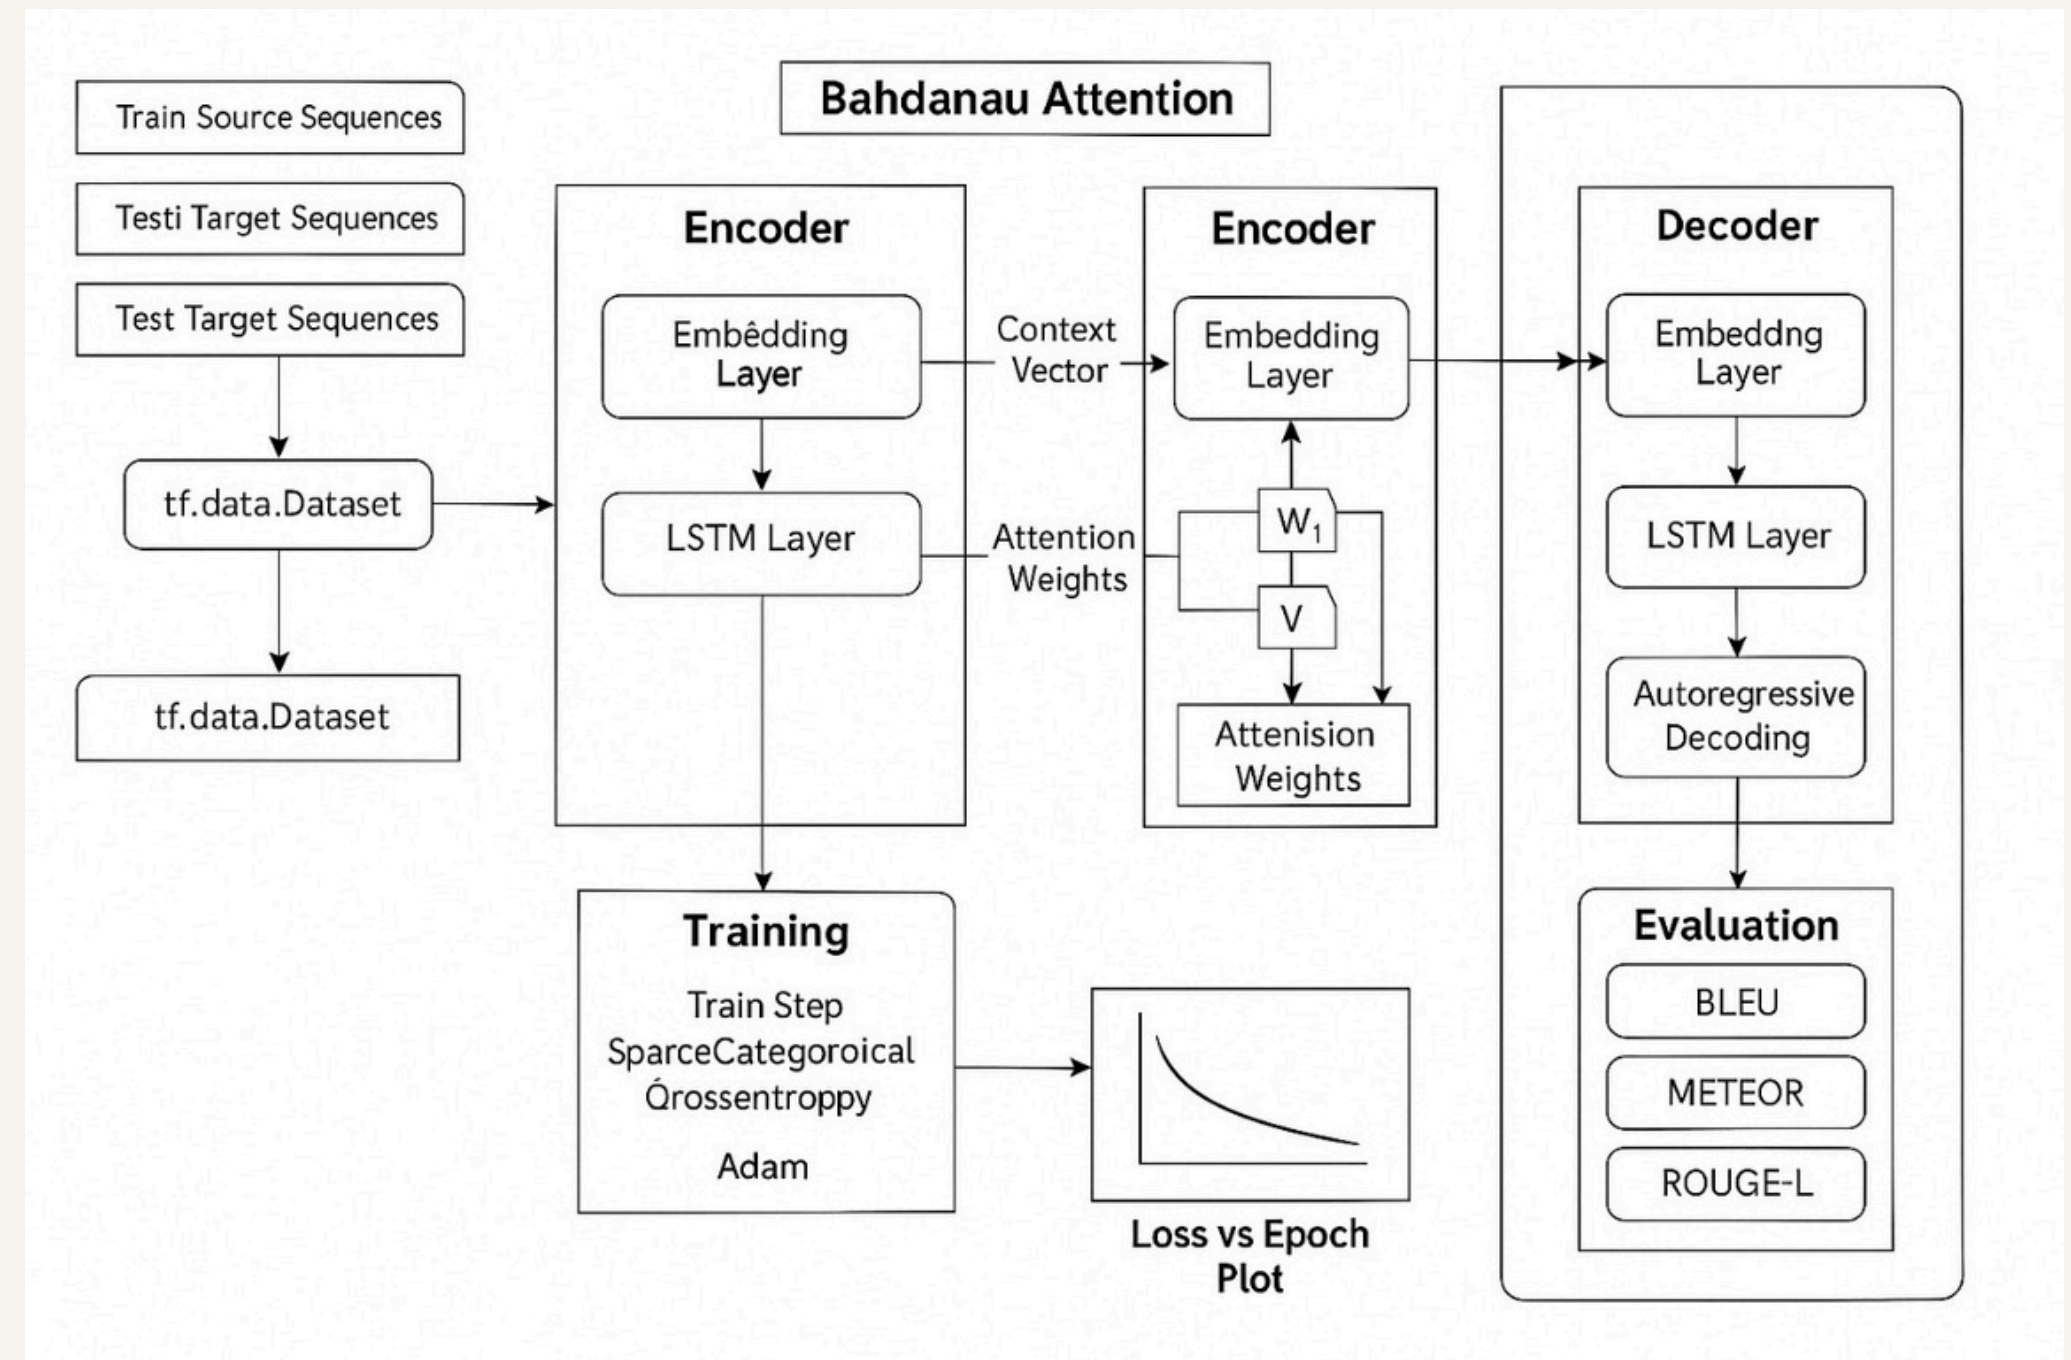 Bahdanau Attention
Train Source Sequences
Testi Target Sequences
Test Target Sequences
tf.data.Dataset
tf.data.Dataset
Encoder
Embêdding
Layer
LSTM Layer
Context
Vector
Attention
Weights
Encoder
Embedding
Layer
W₁
V
Attenision
Weights
Decoder
Embeddng
Layer
LSTM Layer
Autoregressive
Decoding
Training
Train Step
SparceCategoroical
Q́rossentroppy
Adam
Loss vs Epoch
Plot
Evaluation
BLEU
METEOR
ROUGE-L